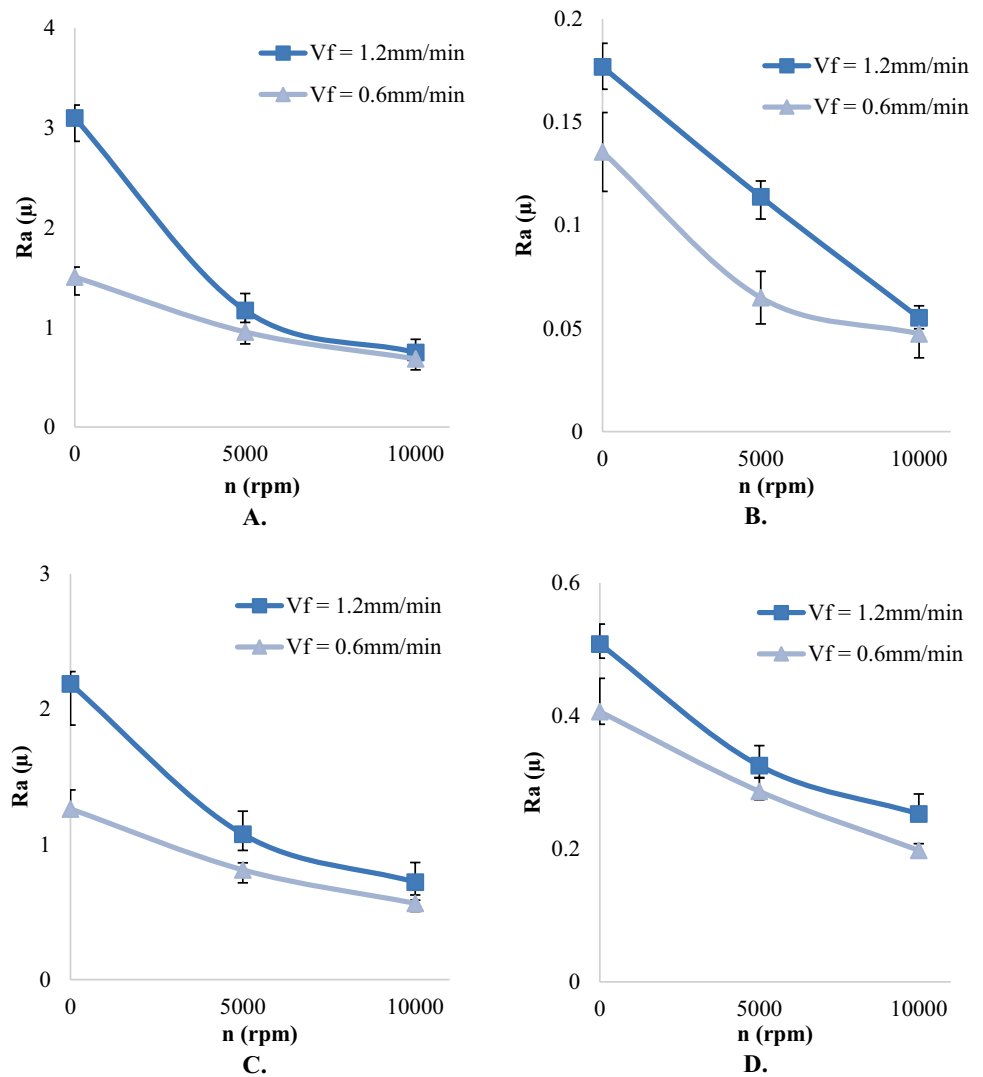 4
3
2
1
0
Ra (μ)
Vf = 1.2mm/min
Vf = 0.6mm/min
0 5000 10000
n (rpm)
A.
0.2
0.15
0.1
0.05
0
Ra (μ)
Vf = 1.2mm/min
Vf = 0.6mm/min
0 5000 10000
n (rpm)
B.
3
2
1
0
Ra (μ)
Vf = 1.2mm/min
Vf = 0.6mm/min
0 5000 10000
n (rpm)
C.
0.6
0.4
0.2
0
Ra (μ)
Vf = 1.2mm/min
Vf = 0.6mm/min
0 5000 10000
n (rpm)
D.